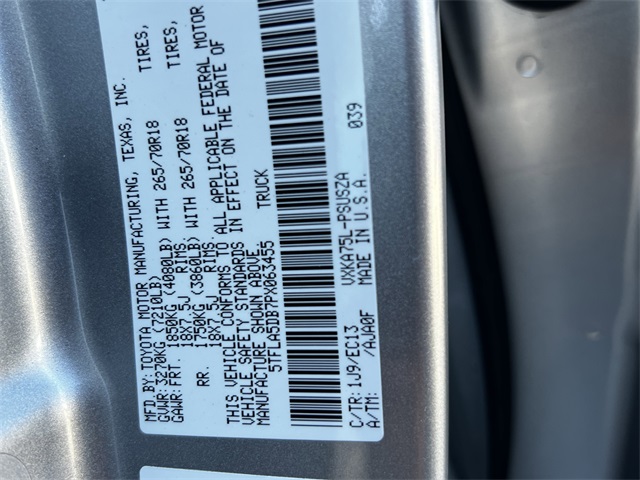 MFD. BY: TOYOTA MOTOR MANUFACTURING, TEXAS, INC.
GVWR: 3270KG (7210LB)
GAWR: FRT. 1850KG (4080LB) WITH 265/70R18 TIRES,
18X7.5J RIMS.
RR. 1750KG (3860LB) WITH 265/70R18 TIRES,
18X7.5J RIMS.
THIS VEHICLE CONFORMS TO ALL APPLICABLE FEDERAL MOTOR
VEHICLE SAFETY STANDARDS IN EFFECT ON THE DATE OF
MANUFACTURE SHOWN ABOVE.
5TFLA5DB7PX063455 TRUCK
C/TR: 1J9/EC13 VXKA75L-PSUSZA 039
A/TM: /AJA0F MADE IN U.S.A.